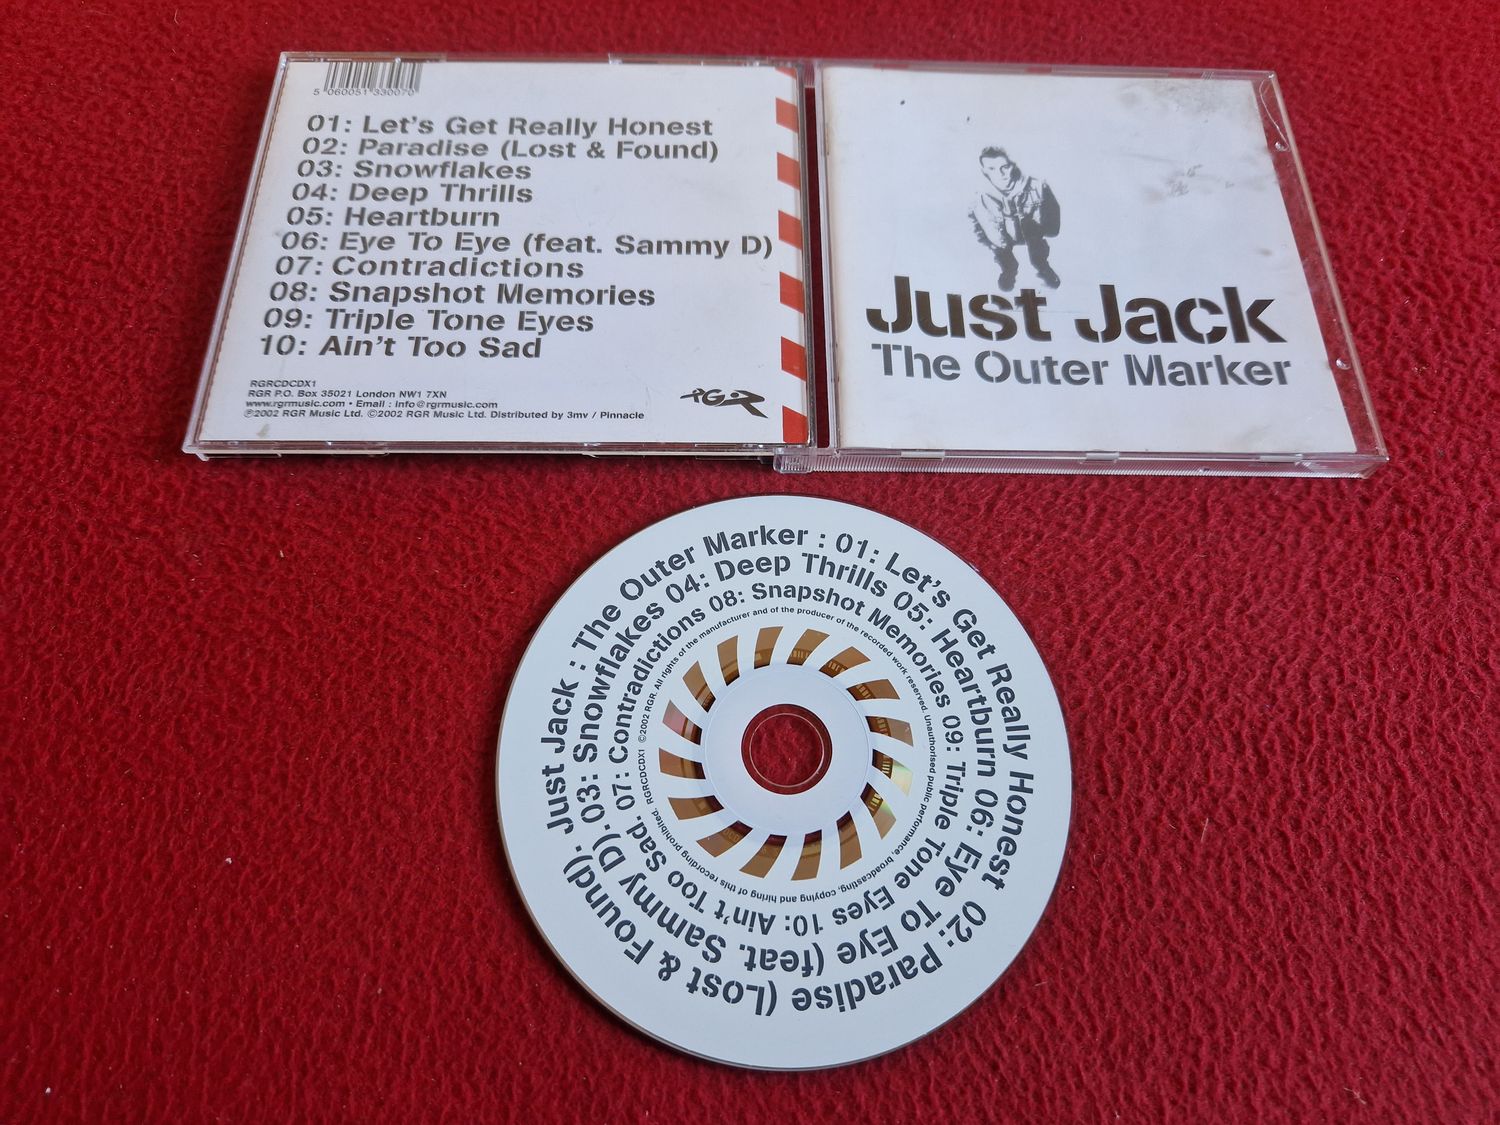 5 060051 330070
01: Let's Get Really Honest
02: Paradise (Lost & Found)
03: Snowflakes
04: Deep Thrills
05: Heartburn
06: Eye To Eye (feat. Sammy D)
07: Contradictions
08: Snapshot Memories
09: Triple Tone Eyes
10: Ain't Too Sad
RGRCDCDX1
RGR P.O. Box 35021 London NW1 7XN
www.rgrmusic.com • Email : info@rgrmusic.com
℗2002 RGR Music Ltd. ©2002 RGR Music Ltd. Distributed by 3mv / Pinnacle
RGR
Just Jack
The Outer Marker
Just Jack : The Outer Marker : 01: Let's Get Really Honest 02: Paradise (Lost & Found).
03: Snowflakes 04: Deep Thrills 05: Heartburn 06: Eye To Eye (feat. Sammy D).
07: Contradictions 08: Snapshot Memories 09: Triple Tone Eyes 10: Ain't Too Sad.
RGRCDCDX1 ©2002 RGR. All rights of the manufacturer and of the producer of the recorded work reserved. Unauthorised public performance, broadcasting, copying and hiring of this recording prohibited.